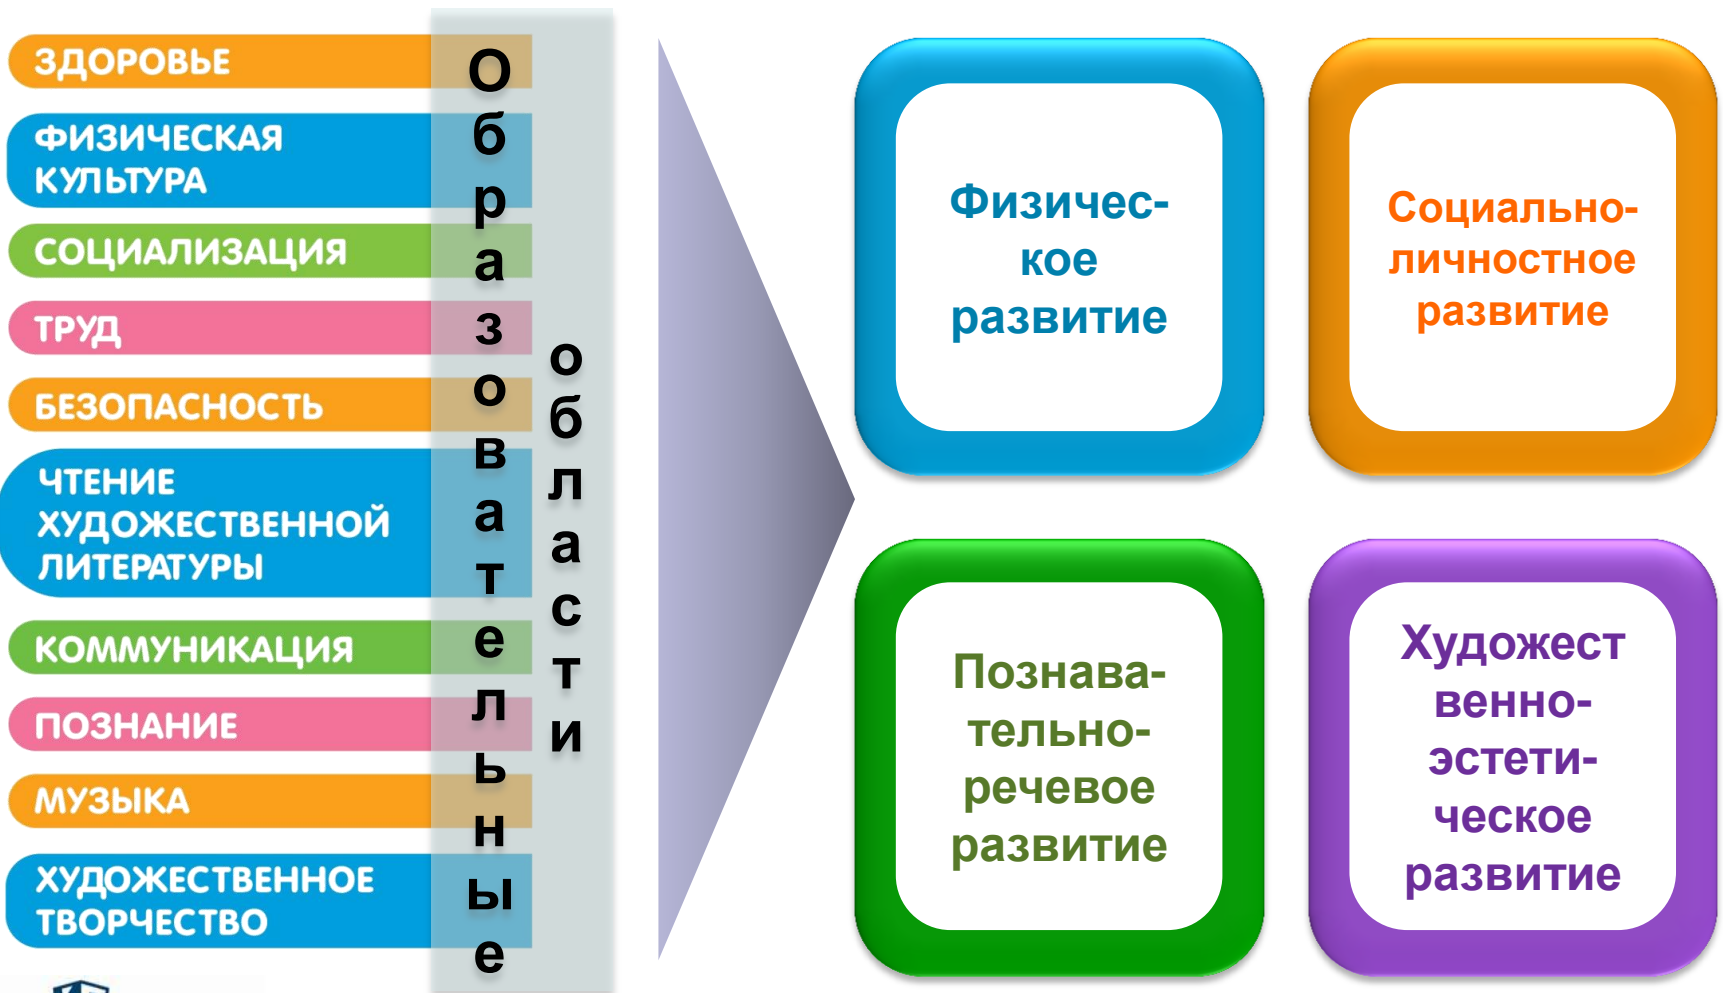 ЗДОРОВЬЕ
ФИЗИЧЕСКАЯ
КУЛЬТУРА
СОЦИАЛИЗАЦИЯ
ТРУД
БЕЗОПАСНОСТЬ
ЧТЕНИЕ
ХУДОЖЕСТВЕННОЙ
ЛИТЕРАТУРЫ
КОММУНИКАЦИЯ
ПОЗНАНИЕ
МУЗЫКА
ХУДОЖЕСТВЕННОЕ
ТВОРЧЕСТВО
Образовательные
области
Физичес-
кое
развитие
Социально-
личностное
развитие
Познава-
тельно-
речевое
развитие
Художест
венно-
эстети-
ческое
развитие